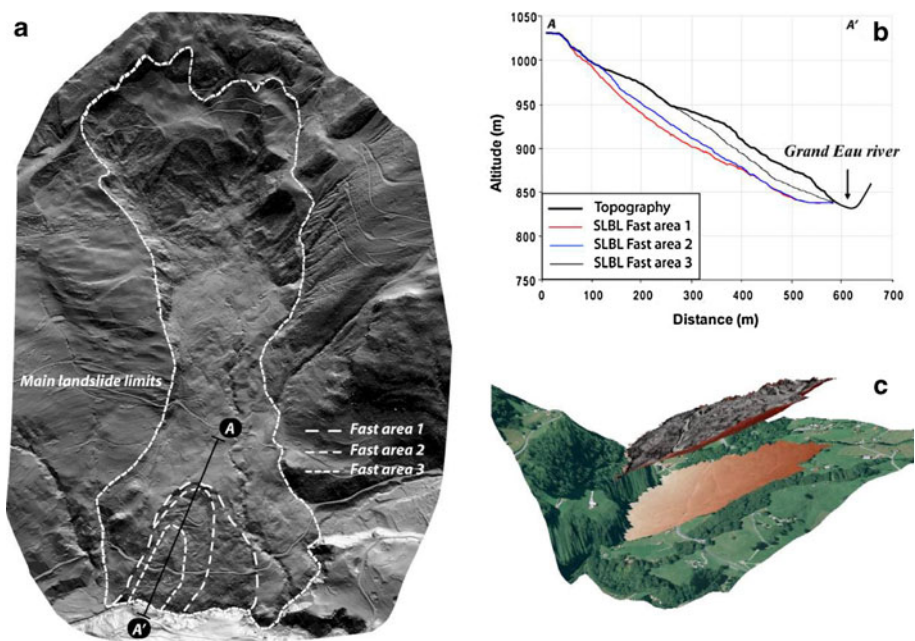 a
Main landslide limits
A
Fast area 1
Fast area 2
Fast area 3
A'
b
A
A'
1050
1000
950
900
850
800
750
Altitude (m)
Grand Eau river
Topography
SLBL Fast area 1
SLBL Fast area 2
SLBL Fast area 3
0 100 200 300 400 500 600 700
Distance (m)
c